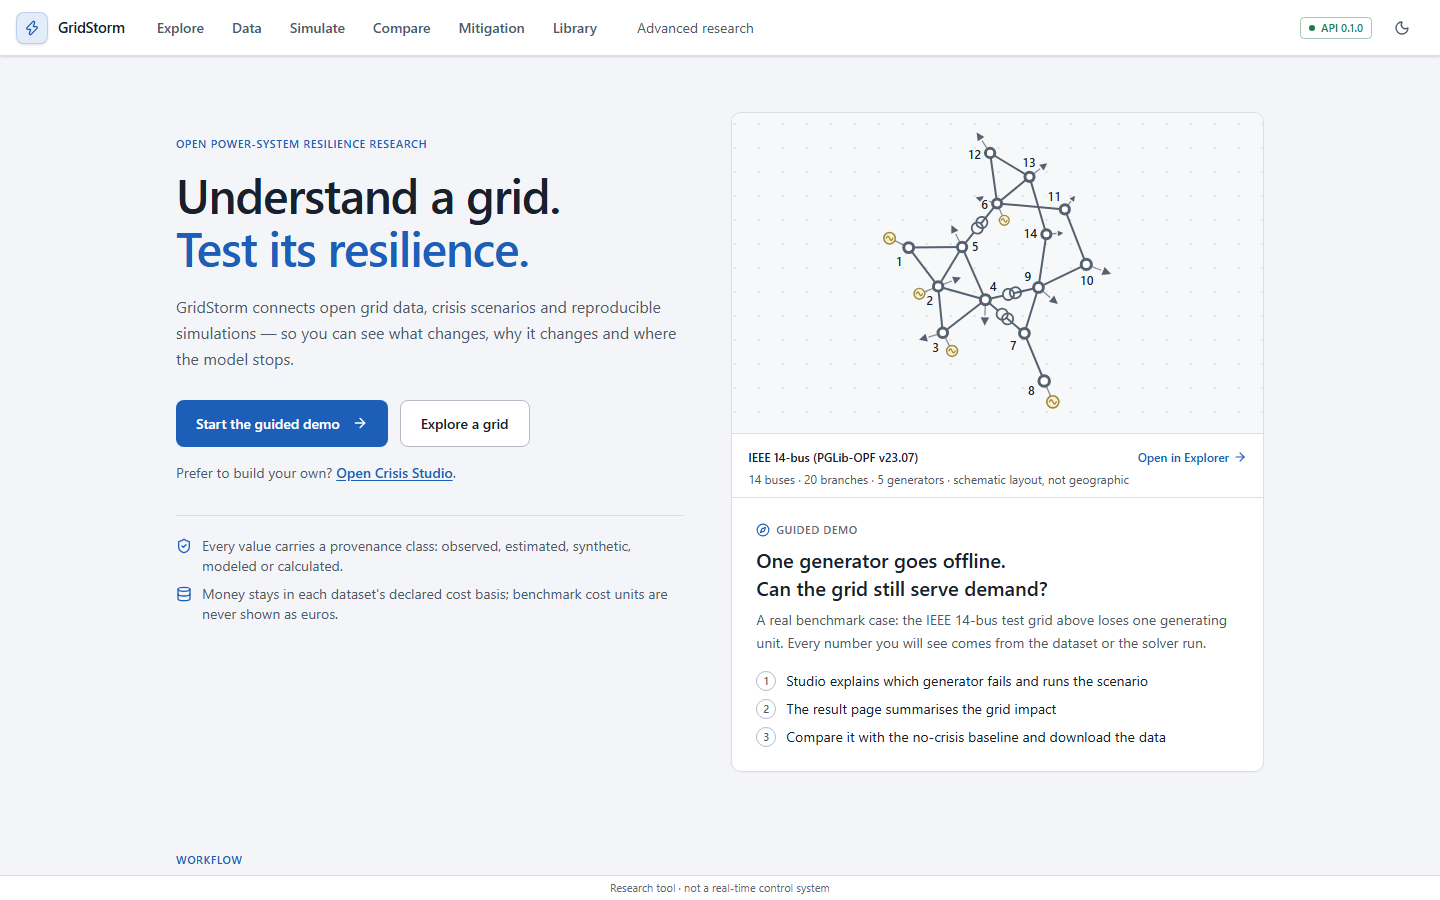 GridStorm
Explore
Data
Simulate
Compare
Mitigation
Library
Advanced research
API 0.1.0
OPEN POWER-SYSTEM RESILIENCE RESEARCH
Understand a grid.
Test its resilience.
GridStorm connects open grid data, crisis scenarios and reproducible
simulations — so you can see what changes, why it changes and where
the model stops.
Start the guided demo
Explore a grid
Prefer to build your own? Open Crisis Studio.
Every value carries a provenance class: observed, estimated, synthetic,
modeled or calculated.
Money stays in each dataset's declared cost basis; benchmark cost units are
never shown as euros.
12
13
11
6
14
5
1
9
10
4
2
3
7
8
IEEE 14-bus (PGLib-OPF v23.07)
Open in Explorer
14 buses · 20 branches · 5 generators · schematic layout, not geographic
GUIDED DEMO
One generator goes offline.
Can the grid still serve demand?
A real benchmark case: the IEEE 14-bus test grid above loses one generating
unit. Every number you will see comes from the dataset or the solver run.
1 Studio explains which generator fails and runs the scenario
2 The result page summarises the grid impact
3 Compare it with the no-crisis baseline and download the data
WORKFLOW
Research tool · not a real-time control system